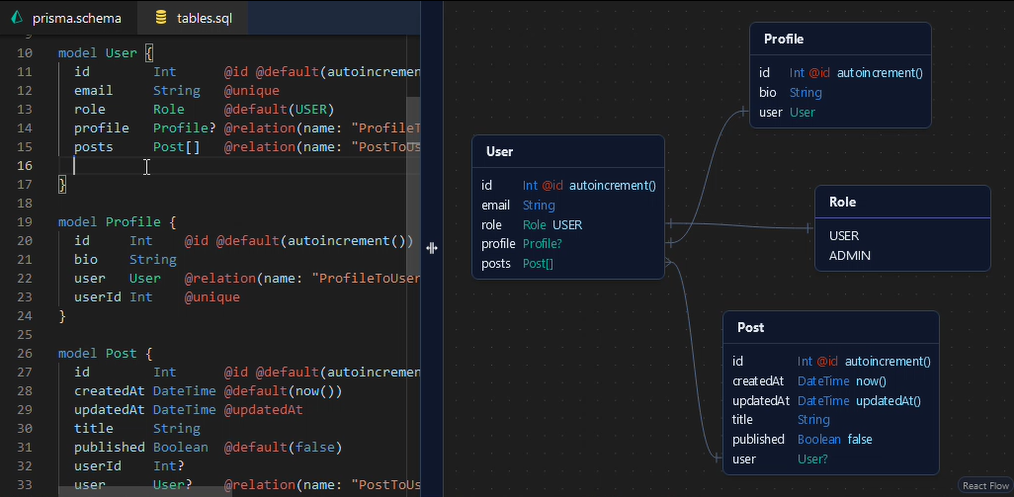 prisma.schema
tables.sql
9
10 model User {
11 id Int @id @default(autoincremen
12 email String @unique
13 role Role @default(USER)
14 profile Profile? @relation(name: "ProfileT
15 posts Post[] @relation(name: "PostToUs
16
17 }
18
19 model Profile {
20 id Int @id @default(autoincrement())
21 bio String
22 user User @relation(name: "ProfileToUser
23 userId Int @unique
24 }
25
26 model Post {
27 id Int @id @default(autoincremen
28 createdAt DateTime @default(now())
29 updatedAt DateTime @updatedAt
30 title String
31 published Boolean @default(false)
32 userId Int?
33 user User? @relation(name: "PostToUs
Profile
id Int @id autoincrement()
bio String
user User
User
id Int @id autoincrement()
email String
role Role USER
profile Profile?
posts Post[]
Role
USER
ADMIN
Post
id Int @id autoincrement()
createdAt DateTime now()
updatedAt DateTime updatedAt()
title String
published Boolean false
user User?
React Flow